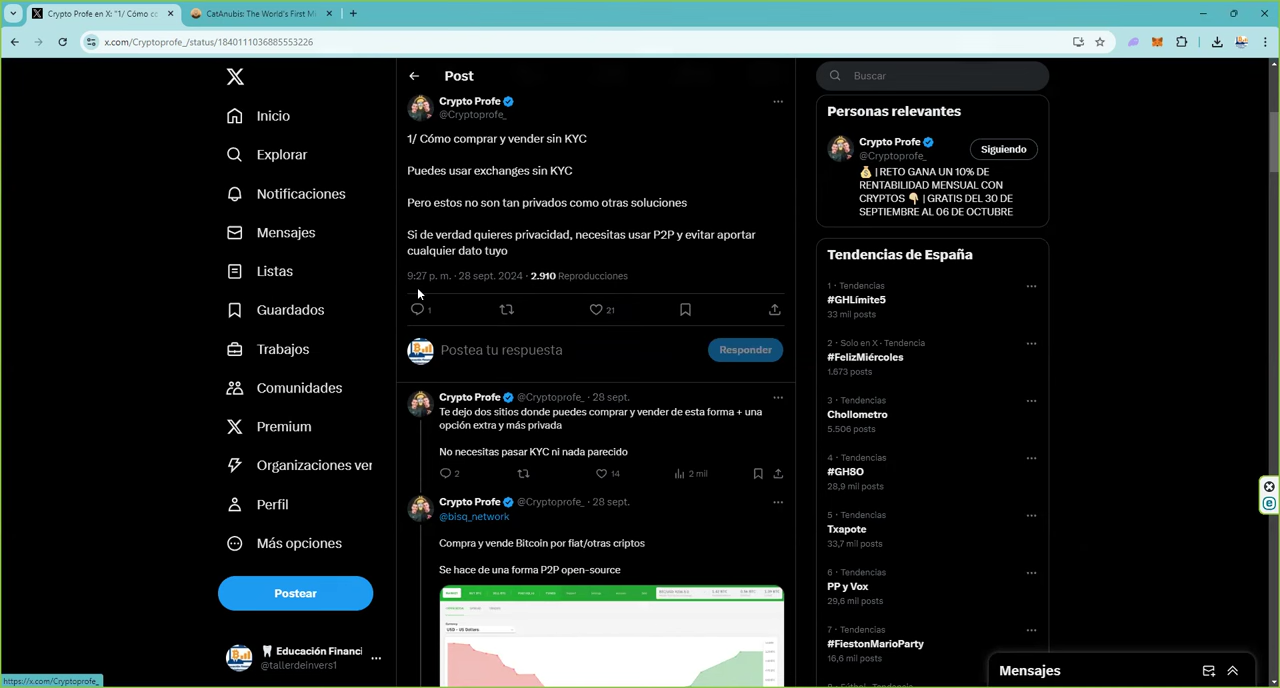 Crypto Profe en X: "1/ Cómo co
CatAnubis: The World's First M
x.com/Cryptoprofe_/status/1840111036885553226
Inicio
Explorar
Notificaciones
Mensajes
Listas
Guardados
Trabajos
Comunidades
Premium
Organizaciones ver
Perfil
Más opciones
Postear
Educación Financi
@tallerdeinvers1
https://x.com/Cryptoprofe_
Post
Crypto Profe
@Cryptoprofe_
1/ Cómo comprar y vender sin KYC
Puedes usar exchanges sin KYC
Pero estos no son tan privados como otras soluciones
Si de verdad quieres privacidad, necesitas usar P2P y evitar aportar
cualquier dato tuyo
9:27 p. m. · 28 sept. 2024 · 2.910 Reproducciones
1
21
Postea tu respuesta
Responder
Crypto Profe @Cryptoprofe_ · 28 sept.
Te dejo dos sitios donde puedes comprar y vender de esta forma + una
opción extra y más privada
No necesitas pasar KYC ni nada parecido
2
14
2 mil
Crypto Profe @Cryptoprofe_ · 28 sept.
@bisq_network
Compra y vende Bitcoin por fiat/otras criptos
Se hace de una forma P2P open-source
Buscar
Personas relevantes
Crypto Profe
@Cryptoprofe_
Siguiendo
💰 | RETO GANA UN 10% DE
RENTABILIDAD MENSUAL CON
CRYPTOS 👇 | GRATIS DEL 30 DE
SEPTIEMBRE AL 06 DE OCTUBRE
Tendencias de España
1 · Tendencias
#GHLímite5
33 mil posts
2 · Solo en X · Tendencia
#FelizMiércoles
1.673 posts
3 · Tendencias
Chollometro
5.506 posts
4 · Tendencias
#GHSO
28,9 mil posts
5 · Tendencias
Txapote
33,7 mil posts
6 · Tendencias
PP y Vox
29,6 mil posts
7 · Tendencias
#FiestonMarioParty
16,6 mil posts
Mensajes